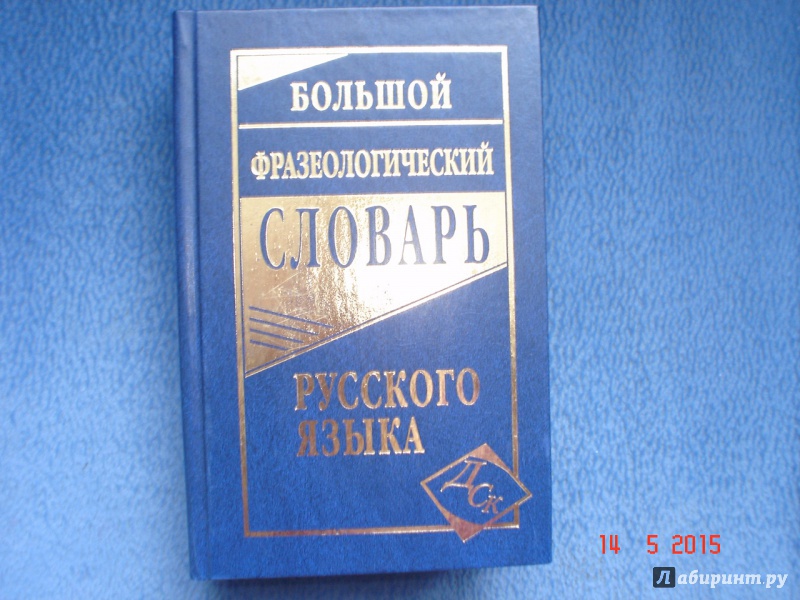 БОЛЬШОЙ
ФРАЗЕОЛОГИЧЕСКИЙ
СЛОВАРЬ
РУССКОГО
ЯЗЫКА
ДСК
14 5 2015
Лабиринт.ру